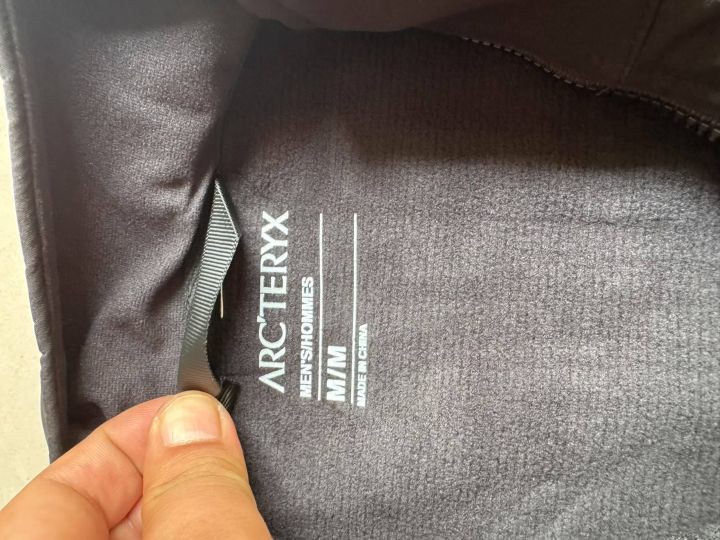 ARC'TERYX
MEN'S/HOMMES
M/M
MADE IN CHINA